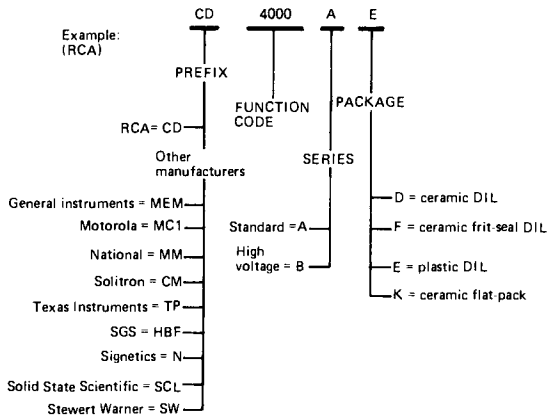 CD 4000 A E
Example:
(RCA)
PREFIX
FUNCTION
CODE
PACKAGE
RCA = CD
SERIES
Other
manufacturers
General instruments = MEM
Motorola = MC1
National = MM
Solitron = CM
Texas Instruments = TP
SGS = HBF
Signetics = N
Solid State Scientific = SCL
Stewert Warner = SW
Standard = A
High
voltage = B
D = ceramic DIL
F = ceramic frit-seal DIL
E = plastic DIL
K = ceramic flat-pack